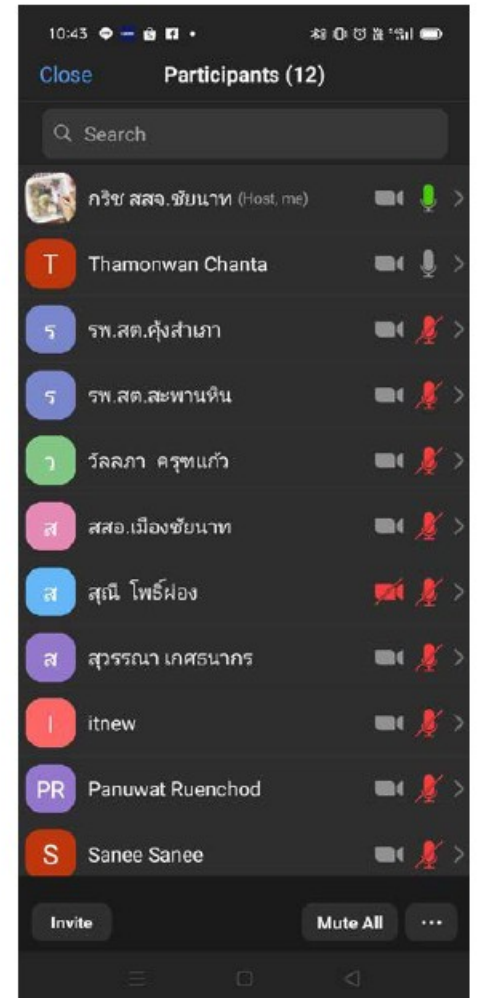 10:43
Close Participants (12)
Search
กริช สสจ.ชัยนาท (Host, me)
T Thamonwan Chanta
ร รพ.สต.คุ้งสำเภา
ร รพ.สต.สะพานหิน
ว วัลลภา ครุฑแก้ว
ส สสอ.เมืองชัยนาท
ส สุณี โพธิ์ฝอง
ส สุวรรณา เกศธนากร
I itnew
PR Panuwat Ruenchod
S Sanee Sanee
Invite Mute All ...